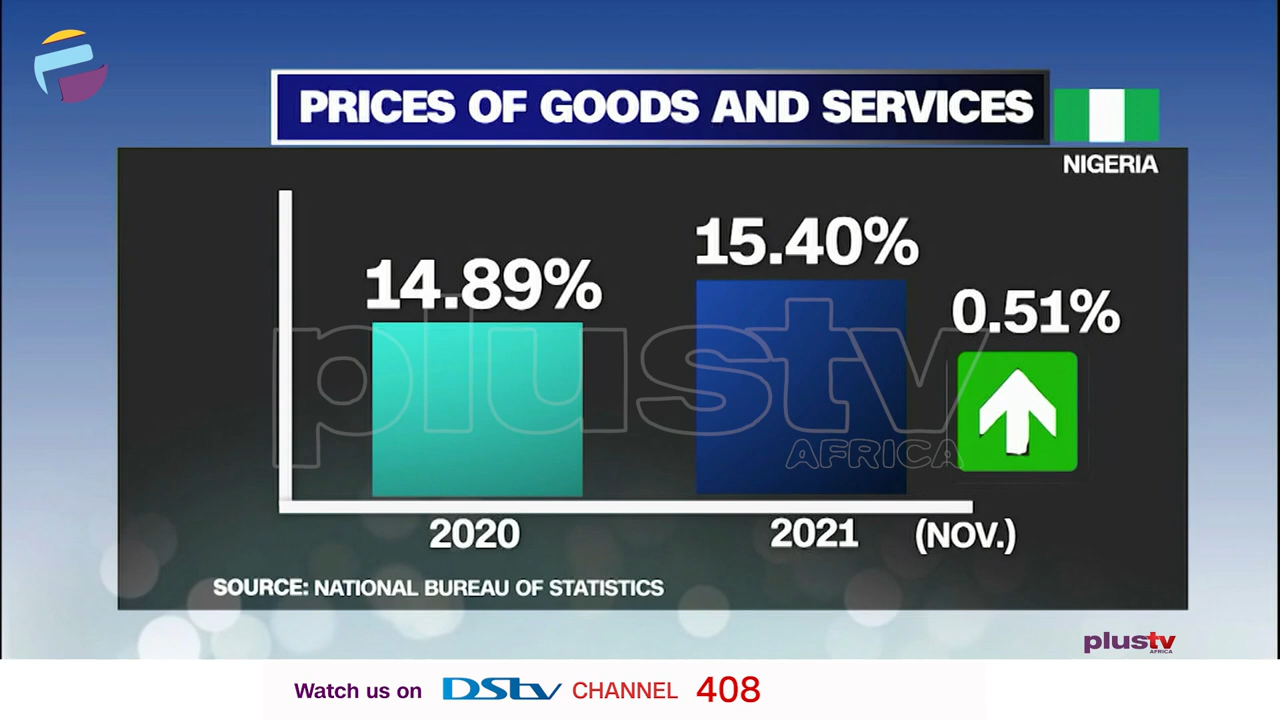 PRICES OF GOODS AND SERVICES
NIGERIA
15.40%
14.89%
0.51%
plustv
AFRICA
2020 2021 (NOV.)
SOURCE: NATIONAL BUREAU OF STATISTICS
plustv
AFRICA
Watch us on DStv CHANNEL 408